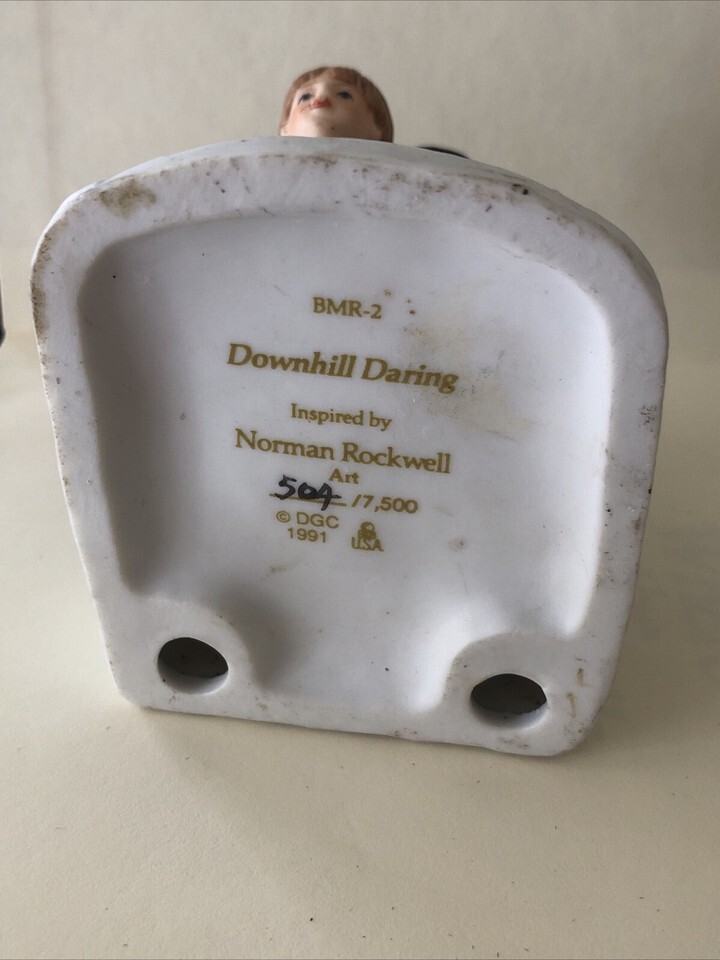 BMR-2
Downhill Daring
Inspired by
Norman Rockwell
Art
504 /7,500
© DGC
1991 USA